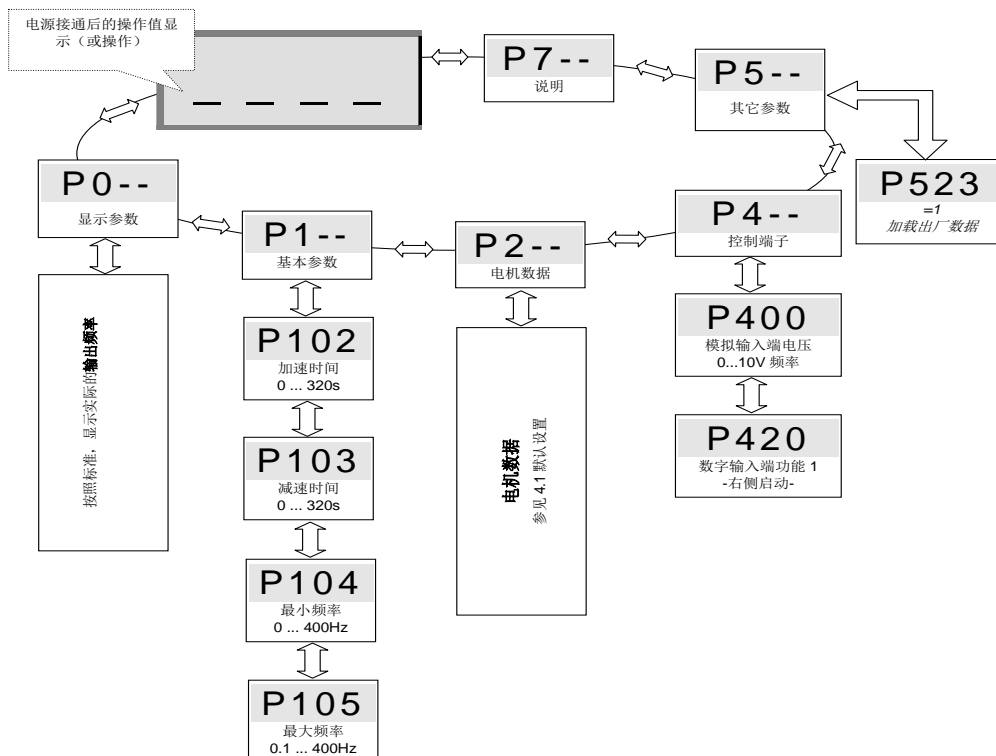 电源接通后的操作值显
示（或操作）
_ _ _ _
P7--
说明
P5--
其它参数
P523
=1
加载出厂数据
P0--
显示参数
P1--
基本参数
P2--
电机数据
P4--
控制端子
按照标准，显示实际的输出频率
P102
加速时间
0 ... 320s
P103
减速时间
0 ... 320s
P104
最小频率
0 ... 400Hz
P105
最大频率
0.1 ... 400Hz
电机数据
参见 4.1 默认设置
P400
模拟输入端电压
0...10V 频率
P420
数字输入端功能 1
-右侧启动-